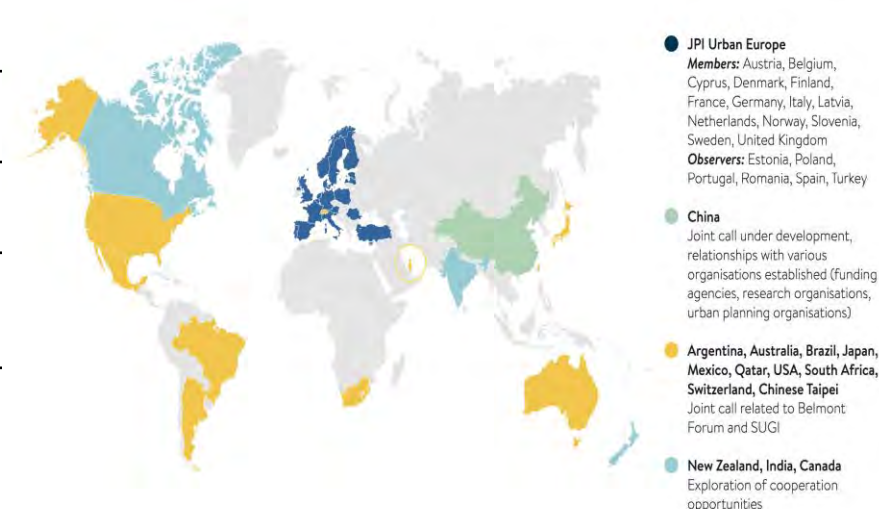 JPI Urban Europe
Members: Austria, Belgium,
Cyprus, Denmark, Finland,
France, Germany, Italy, Latvia,
Netherlands, Norway, Slovenia,
Sweden, United Kingdom
Observers: Estonia, Poland,
Portugal, Romania, Spain, Turkey
China
Joint call under development,
relationships with various
organisations established (funding
agencies, research organisations,
urban planning organisations)
Argentina, Australia, Brazil, Japan,
Mexico, Qatar, USA, South Africa,
Switzerland, Chinese Taipei
Joint call related to Belmont
Forum and SUGI
New Zealand, India, Canada
Exploration of cooperation
opportunities